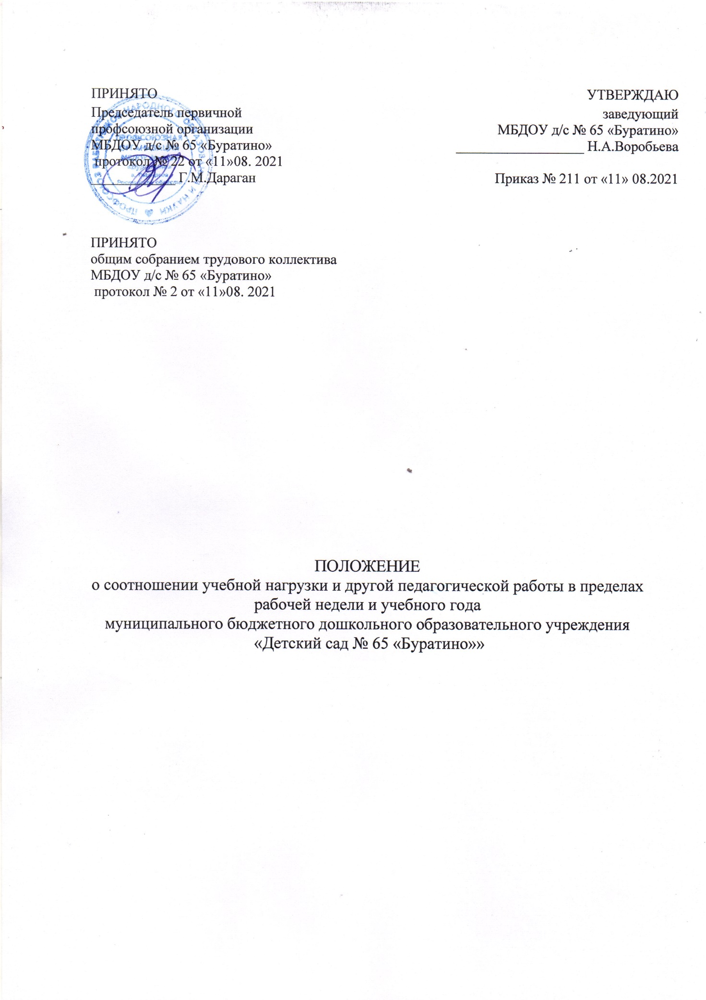 ПРИНЯТО
Председатель первичной
профсоюзной организации
МБДОУ д/с № 65 «Буратино»
протокол № 22 от «11»08. 2021
____________ Г.М.Дараган
УТВЕРЖДАЮ
заведующий
МБДОУ д/с № 65 «Буратино»
__________________ Н.А.Воробьева
Приказ № 211 от «11» 08.2021
ПРИНЯТО
общим собранием трудового коллектива
МБДОУ д/с № 65 «Буратино»
протокол № 2 от «11»08. 2021
ПОЛОЖЕНИЕ
о соотношении учебной нагрузки и другой педагогической работы в пределах
рабочей недели и учебного года
муниципального бюджетного дошкольного образовательного учреждения
«Детский сад № 65 «Буратино»»